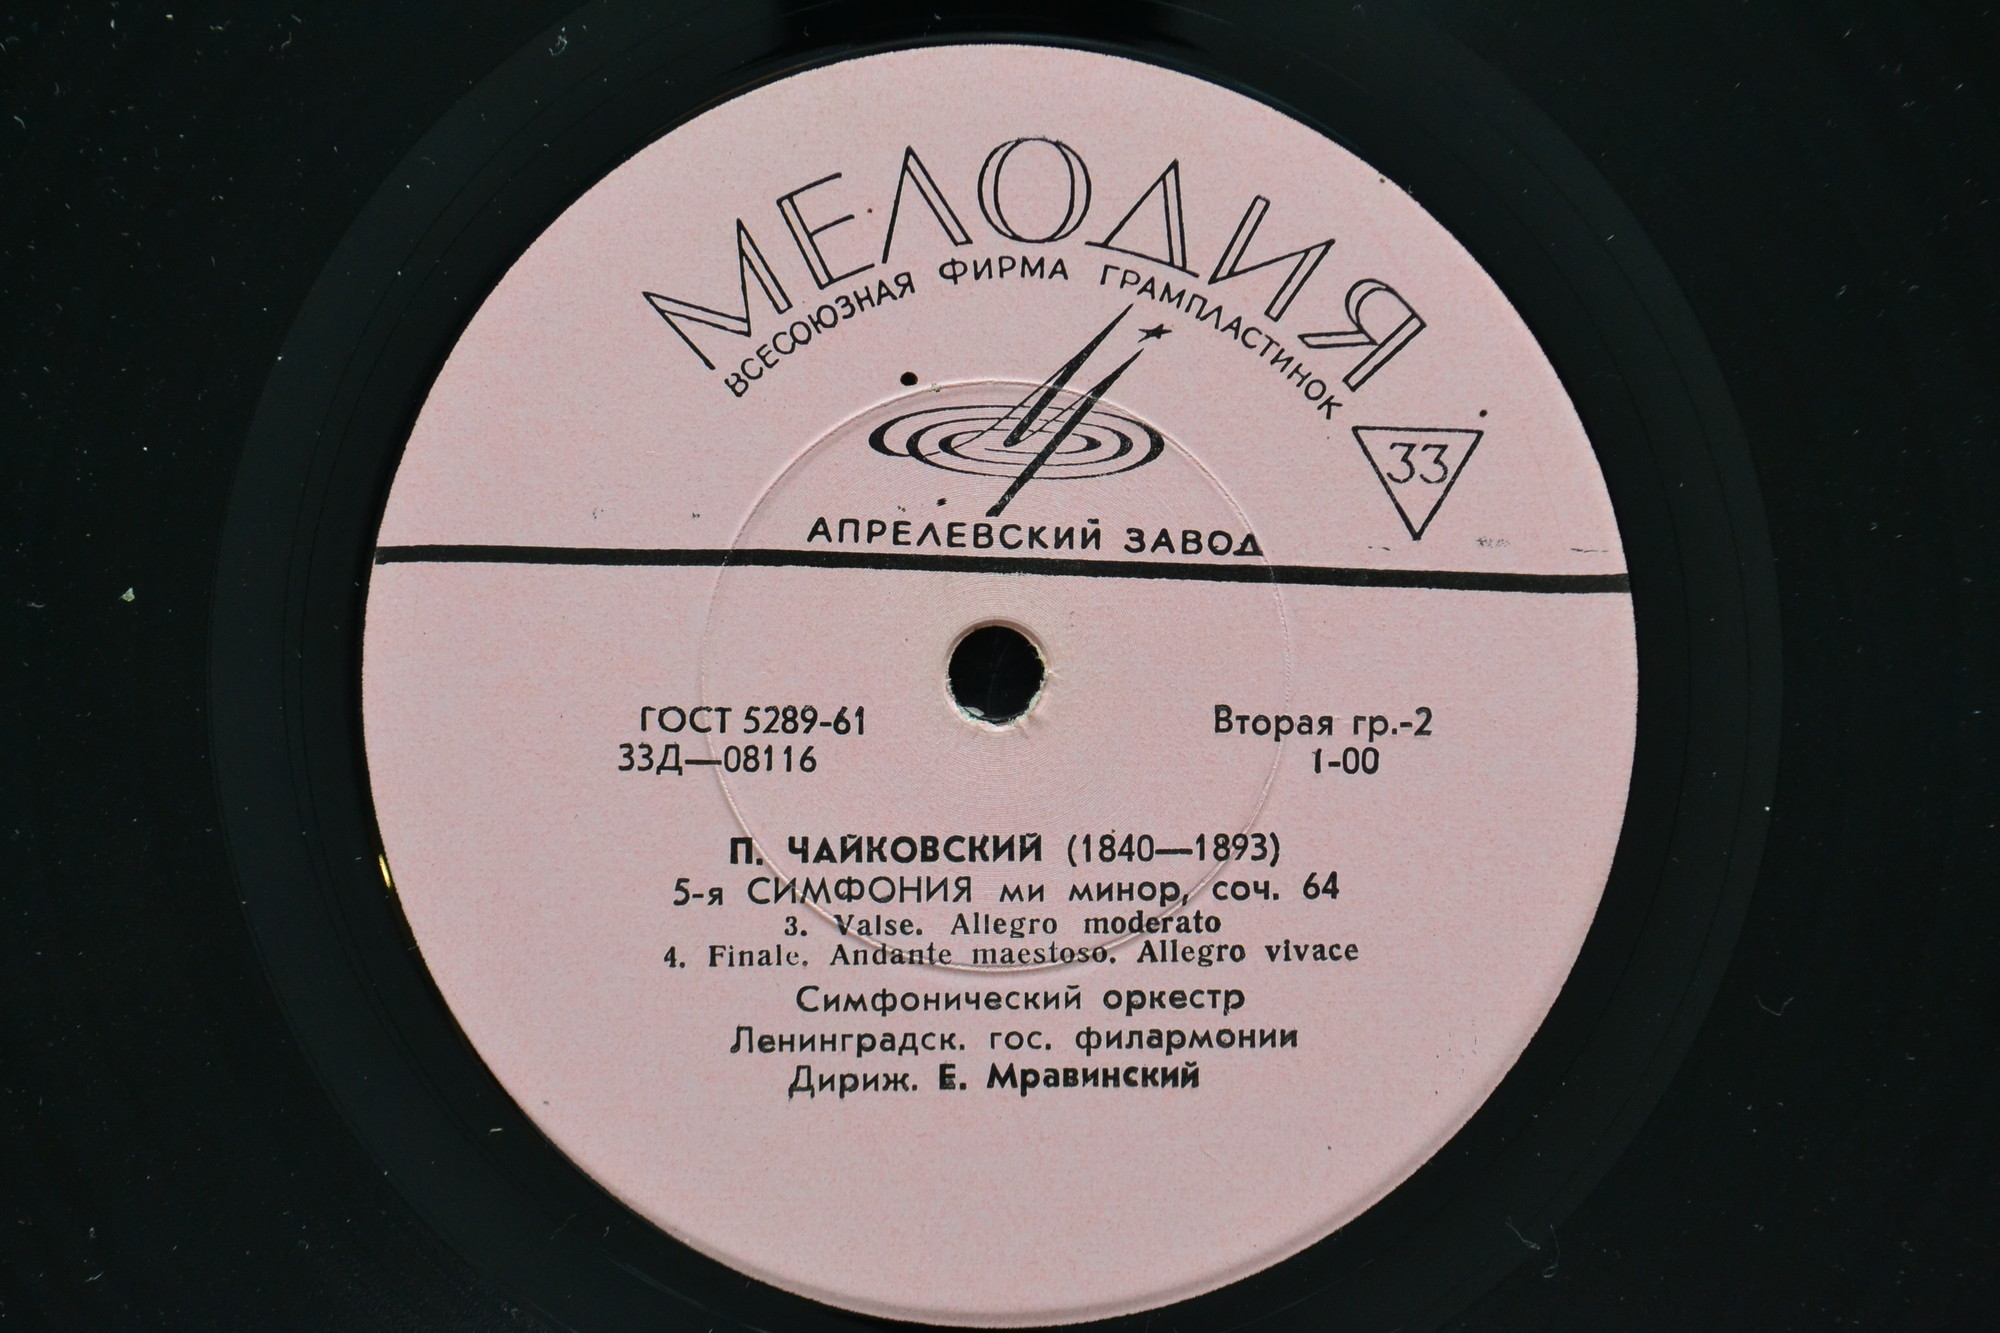 МЕЛОДИЯ
ВСЕСОЮЗНАЯ ФИРМА ГРАМПЛАСТИНОК
33
АПРЕЛЕВСКИЙ ЗАВОД
ГОСТ 5289-61
Вторая гр.-2
33Д—08116
1-00
П. ЧАЙКОВСКИЙ (1840—1893)
5-я СИМФОНИЯ ми минор, соч. 64
3. Valse. Allegro moderato
4. Finale. Andante maestoso. Allegro vivace
Симфонический оркестр
Ленинградск. гос. филармонии
Дириж. Е. Мравинский